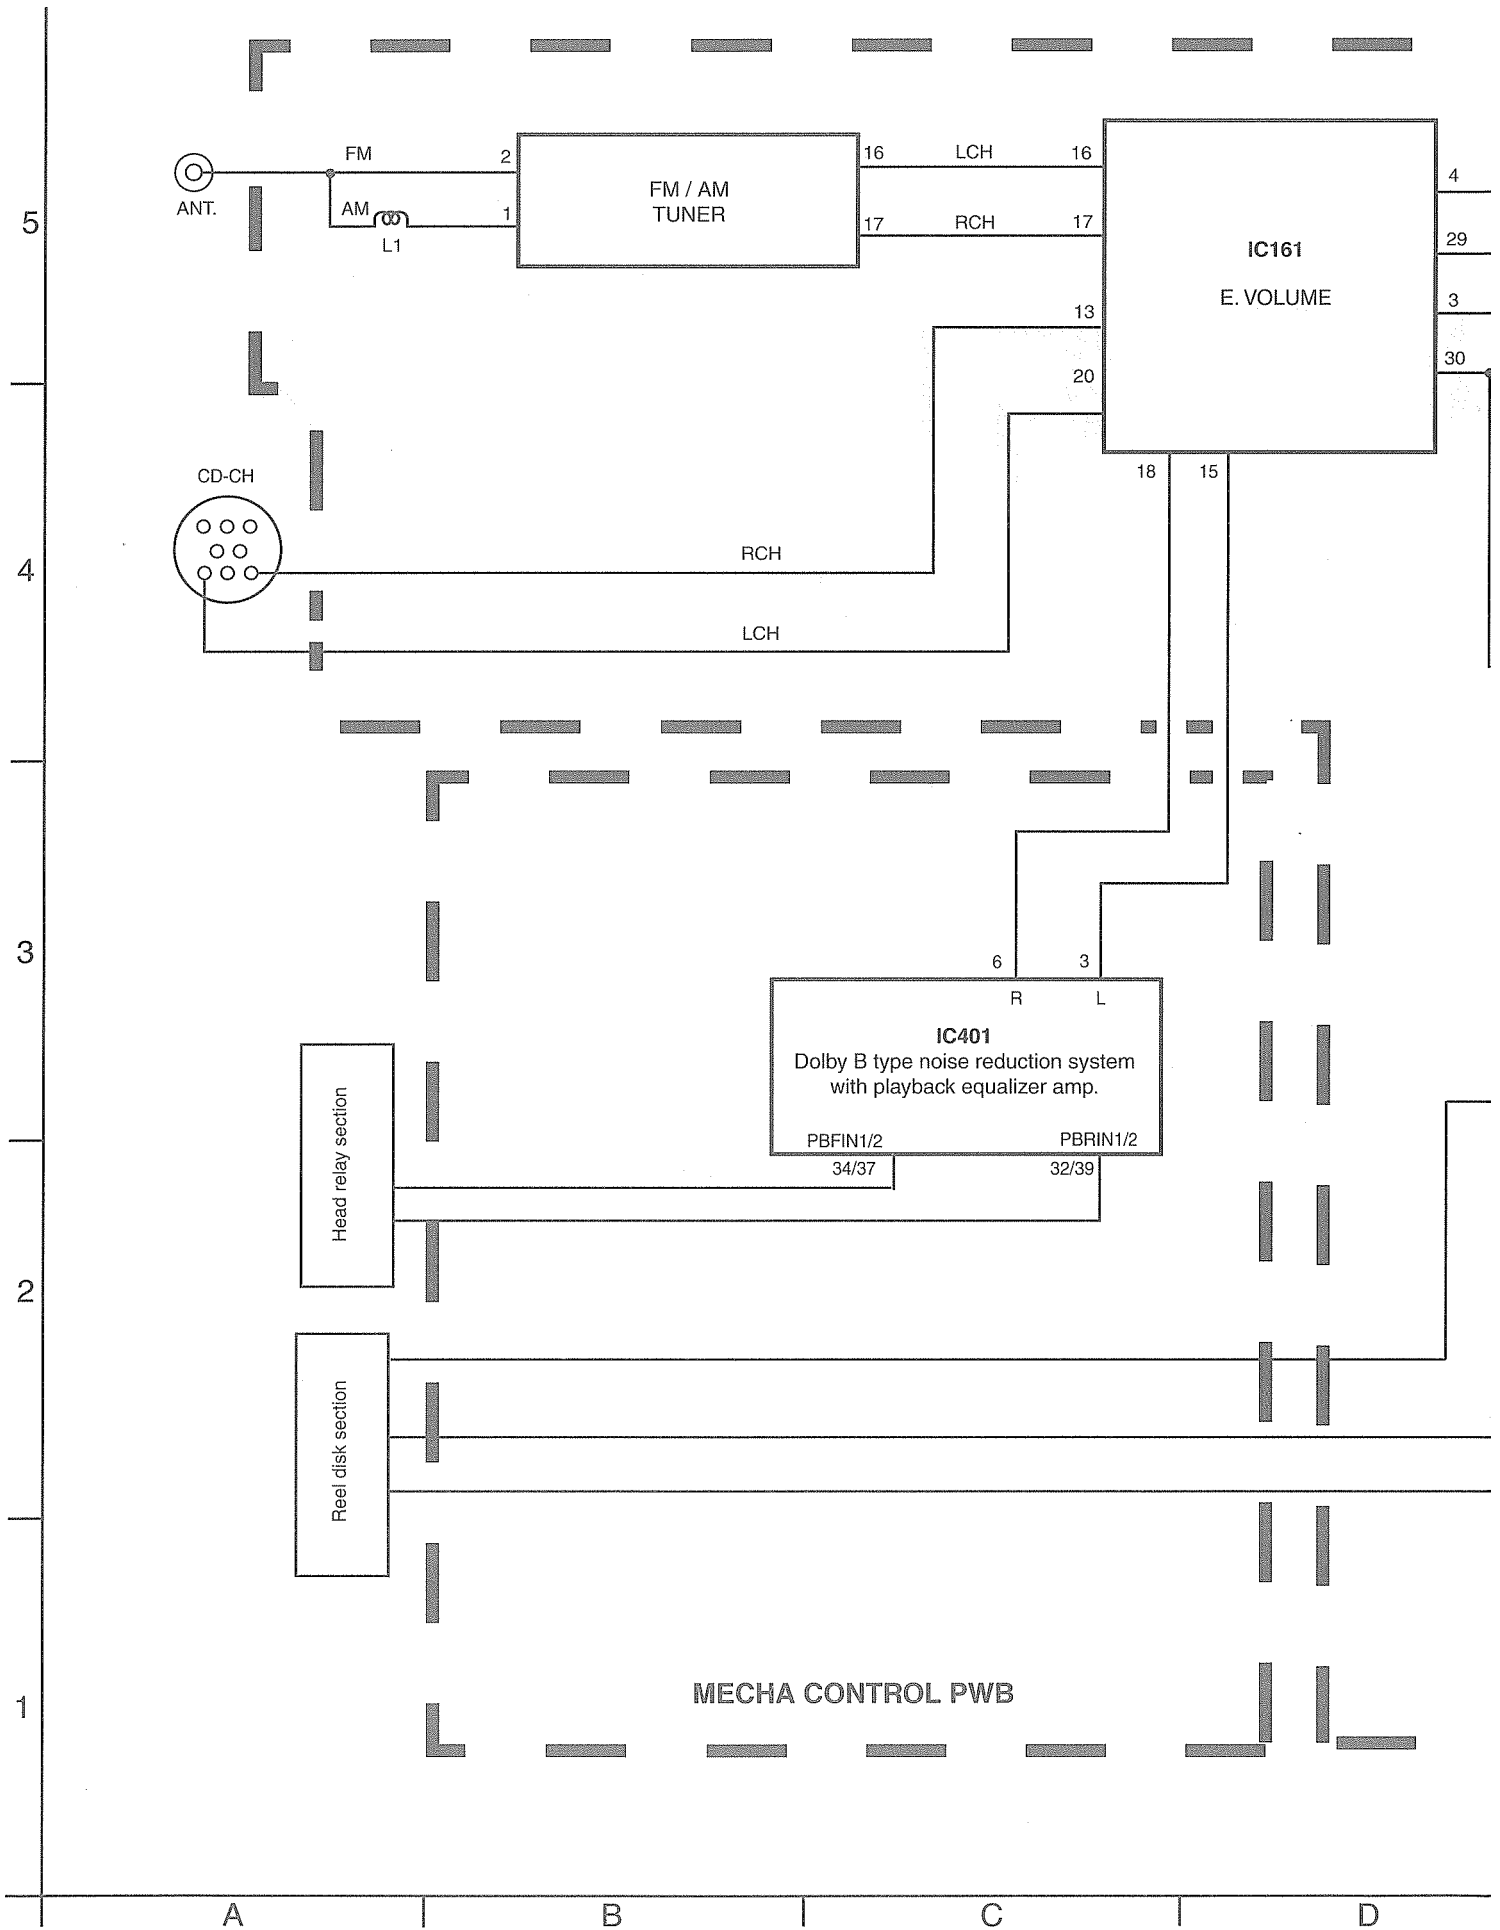 FM
2
16
LCH
16
4
ANT.
AM
L1
1
FM / AM
TUNER
17
RCH
17
29
5
IC161
E. VOLUME
13
3
20
30
CD-CH
18
15
RCH
4
LCH
3
6
3
R
L
IC401
Dolby B type noise reduction system
with playback equalizer amp.
PBFIN1/2
PBRIN1/2
34/37
32/39
Head relay section
2
Reel disk section
1
MECHA CONTROL PWB
A
B
C
D